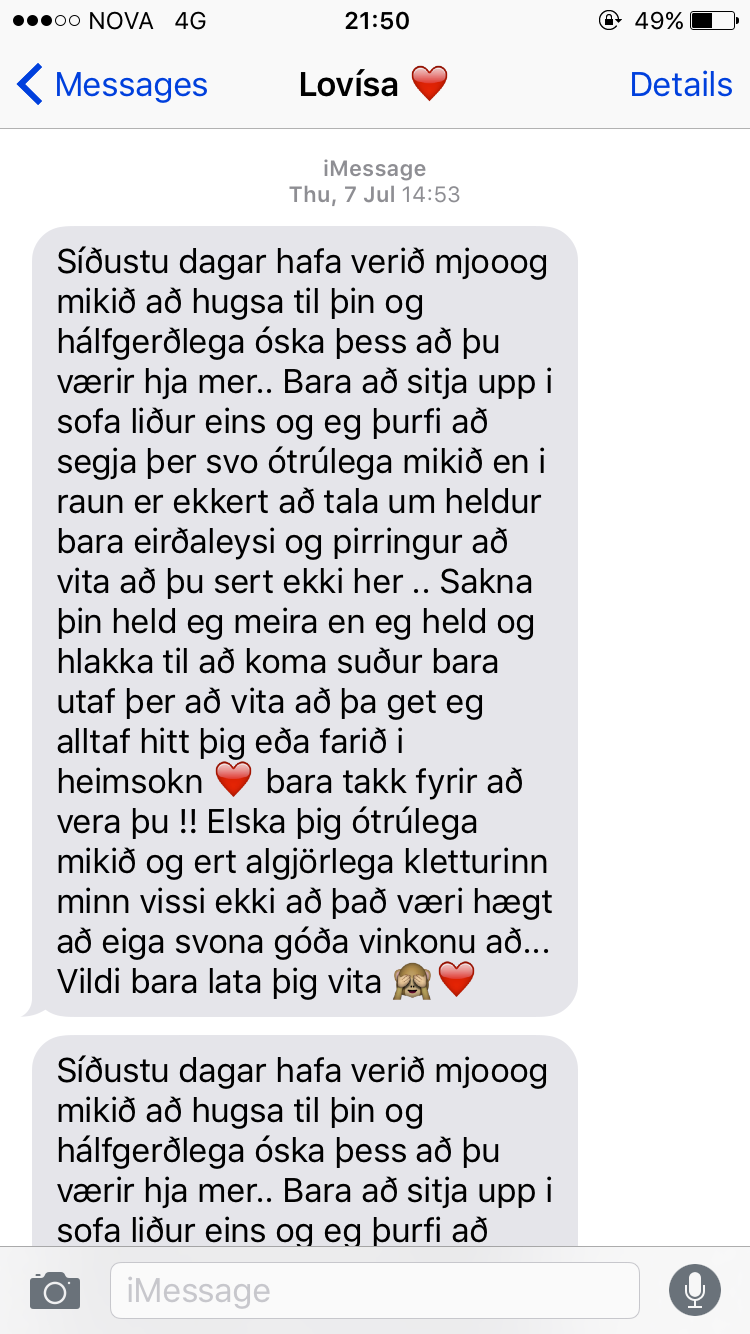 NOVA 4G 21:50 49%
Messages Lovísa ❤️ Details
iMessage
Thu, 7 Jul 14:53
Síðustu dagar hafa verið mjooog
mikið að hugsa til þin og
hálfgerðlega óska þess að þu
værir hja mer.. Bara að sitja upp i
sofa liður eins og eg þurfi að
segja þer svo ótrúlega mikið en i
raun er ekkert að tala um heldur
bara eirðaleysi og pirringur að
vita að þu sert ekki her .. Sakna
þin held eg meira en eg held og
hlakka til að koma suður bara
utaf þer að vita að þa get eg
alltaf hitt þig eða farið i
heimsokn ❤️ bara takk fyrir að
vera þu !! Elska þig ótrúlega
mikið og ert algjörlega kletturinn
minn vissi ekki að það væri hægt
að eiga svona góða vinkonu að...
Vildi bara lata þig vita 🙈❤️
Síðustu dagar hafa verið mjooog
mikið að hugsa til þin og
hálfgerðlega óska þess að þu
værir hja mer.. Bara að sitja upp i
sofa liður eins og eg þurfi að
iMessage